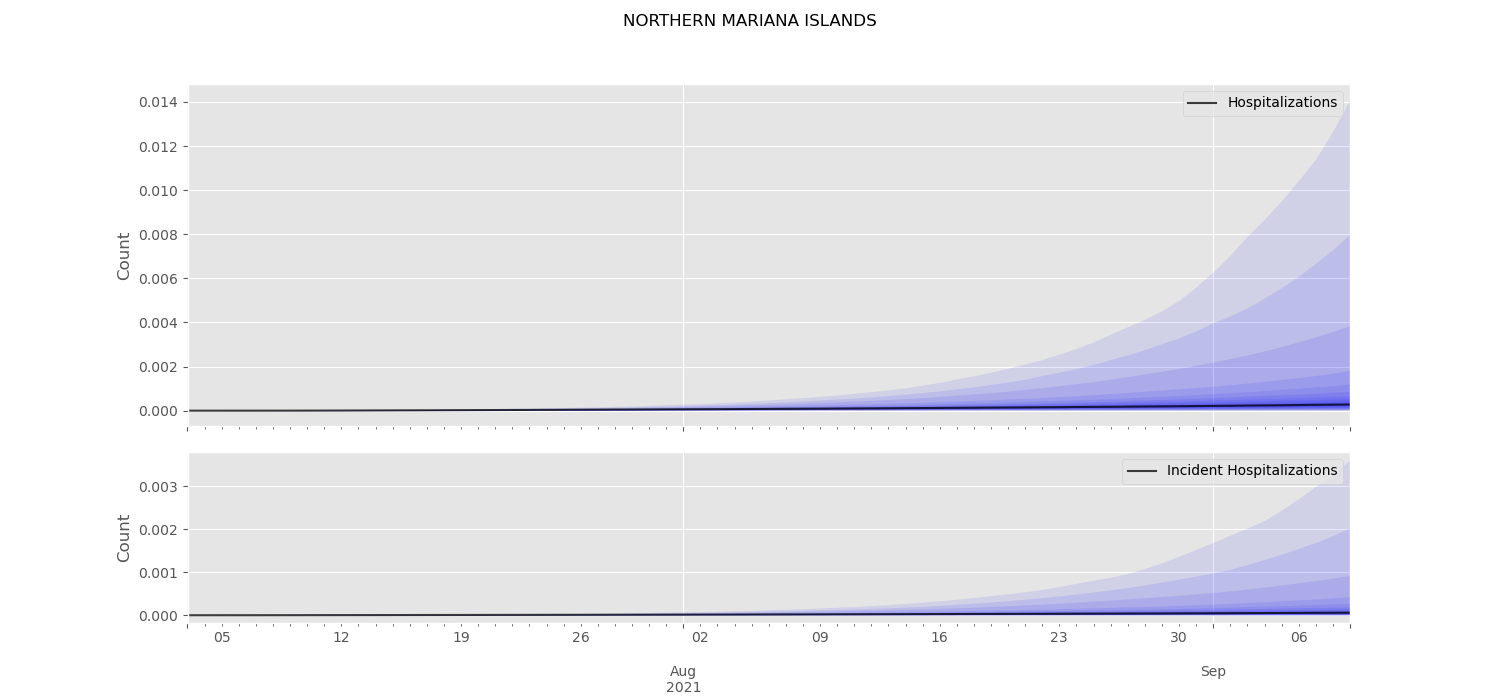 NORTHERN MARIANA ISLANDS
Hospitalizations
0.014
0.012
0.010
0.008
0.006
0.004
0.002
0.000
Count
Incident Hospitalizations
0.003
0.002
0.001
0.000
Count
05 12 19 26 02 09 16 23 30 06
Aug Sep
2021